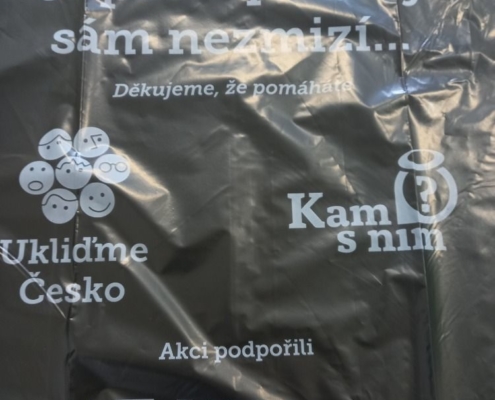 sám nezmizí...
Děkujeme, že pomáháte
Kam
s ním
?
Ukliďme
Česko
Akci podpořili